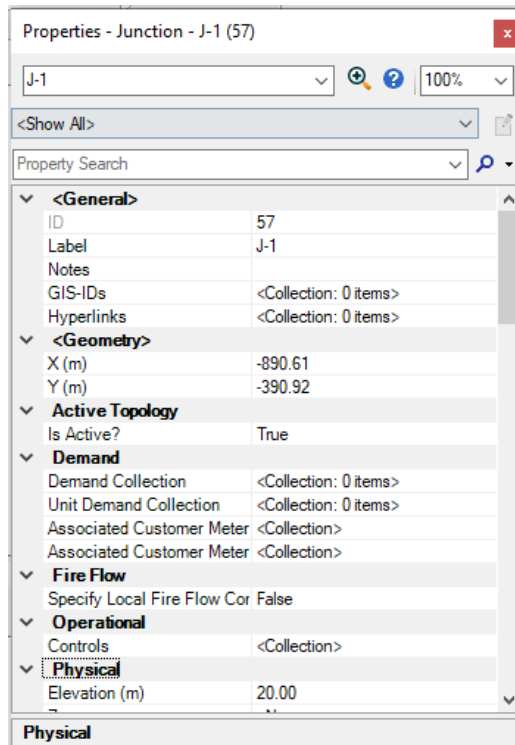 Properties - Junction - J-1 (57)
x
J-1
100%
<Show All>
Property Search
<General>
ID 57
Label J-1
Notes
GIS-IDs <Collection: 0 items>
Hyperlinks <Collection: 0 items>
<Geometry>
X (m) -890.61
Y (m) -390.92
Active Topology
Is Active? True
Demand
Demand Collection <Collection: 0 items>
Unit Demand Collection <Collection: 0 items>
Associated Customer Meter <Collection>
Associated Customer Meter <Collection>
Fire Flow
Specify Local Fire Flow Cor False
Operational
Controls <Collection>
Physical
Elevation (m) 20.00
Physical